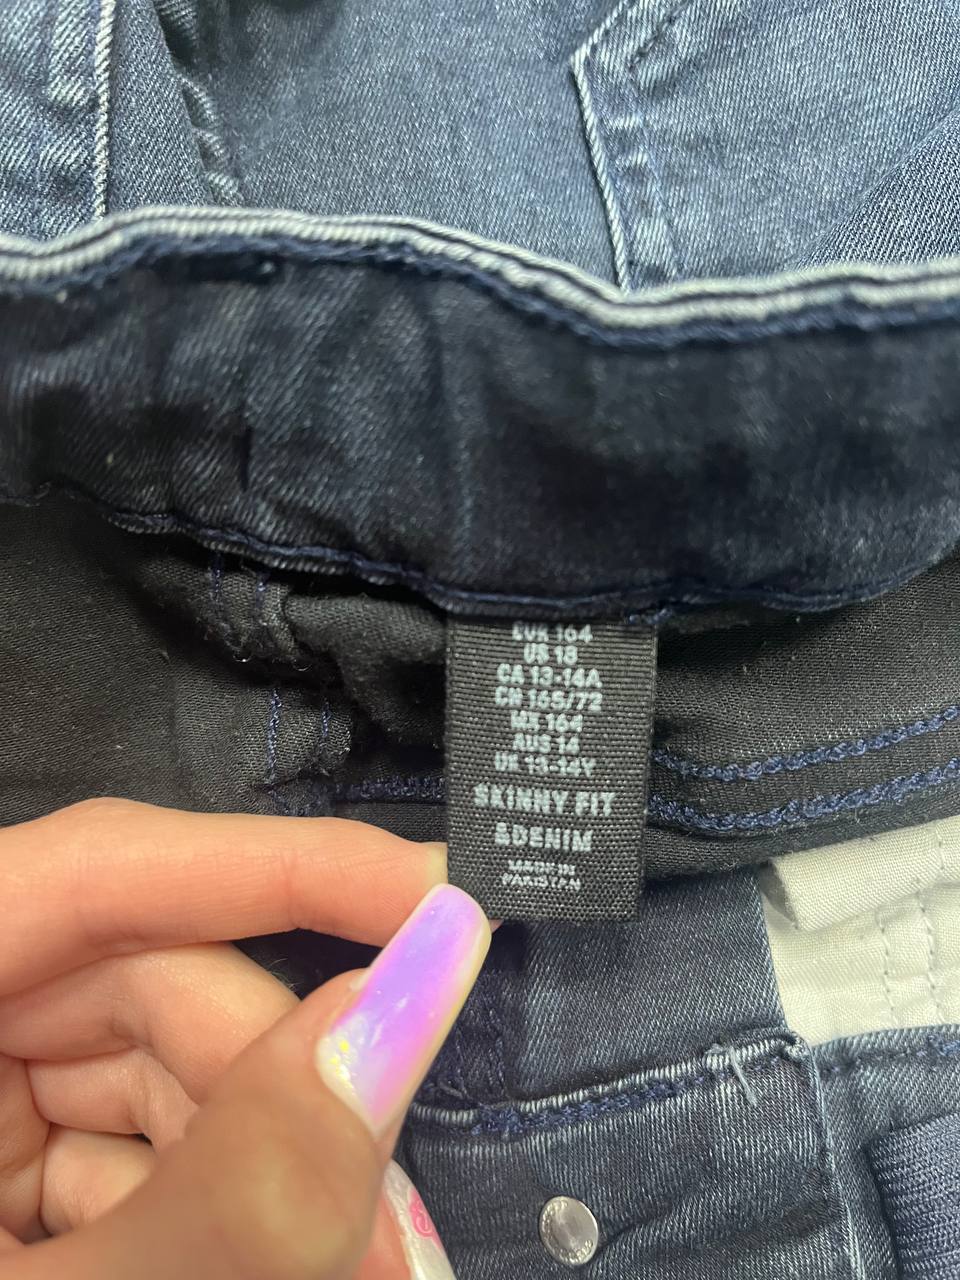 EUR 164
US 18
CA 13-14A
CN 165/72
MX 164
AUS 14
UK 13-14Y
SKINNY FIT
&DENIM
MADE IN
PAKISTAN